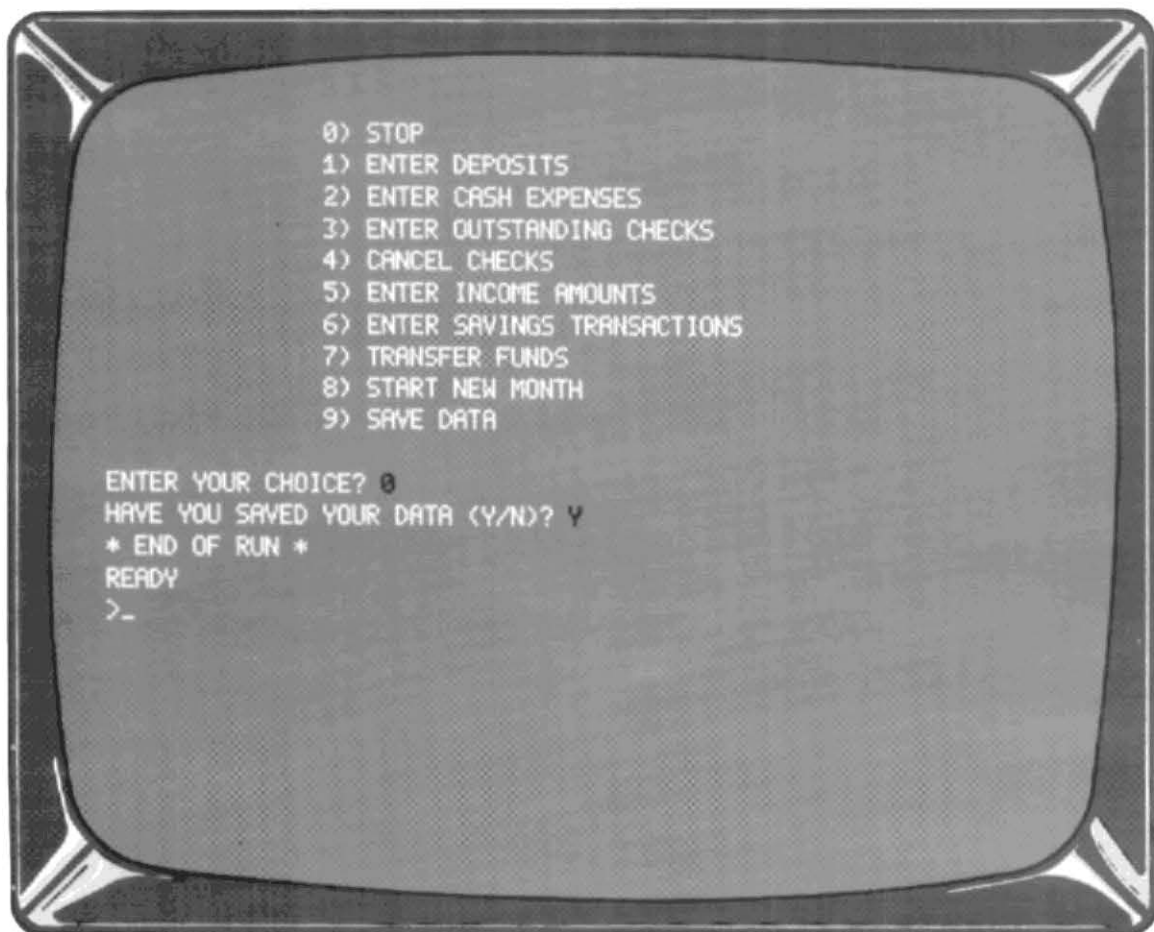 0) STOP
1) ENTER DEPOSITS
2) ENTER CASH EXPENSES
3) ENTER OUTSTANDING CHECKS
4) CANCEL CHECKS
5) ENTER INCOME AMOUNTS
6) ENTER SAVINGS TRANSACTIONS
7) TRANSFER FUNDS
8) START NEW MONTH
9) SAVE DATA
ENTER YOUR CHOICE? 0
HAVE YOU SAVED YOUR DATA (Y/N)? Y
* END OF RUN *
READY
>_